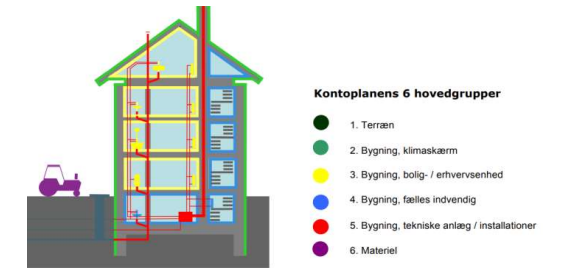 Kontoplanens 6 hovedgrupper
1. Terræn
2. Bygning, klimaskærm
3. Bygning, bolig- / erhvervsenhed
4. Bygning, fælles indvendig
5. Bygning, tekniske anlæg / installationer
6. Materiel